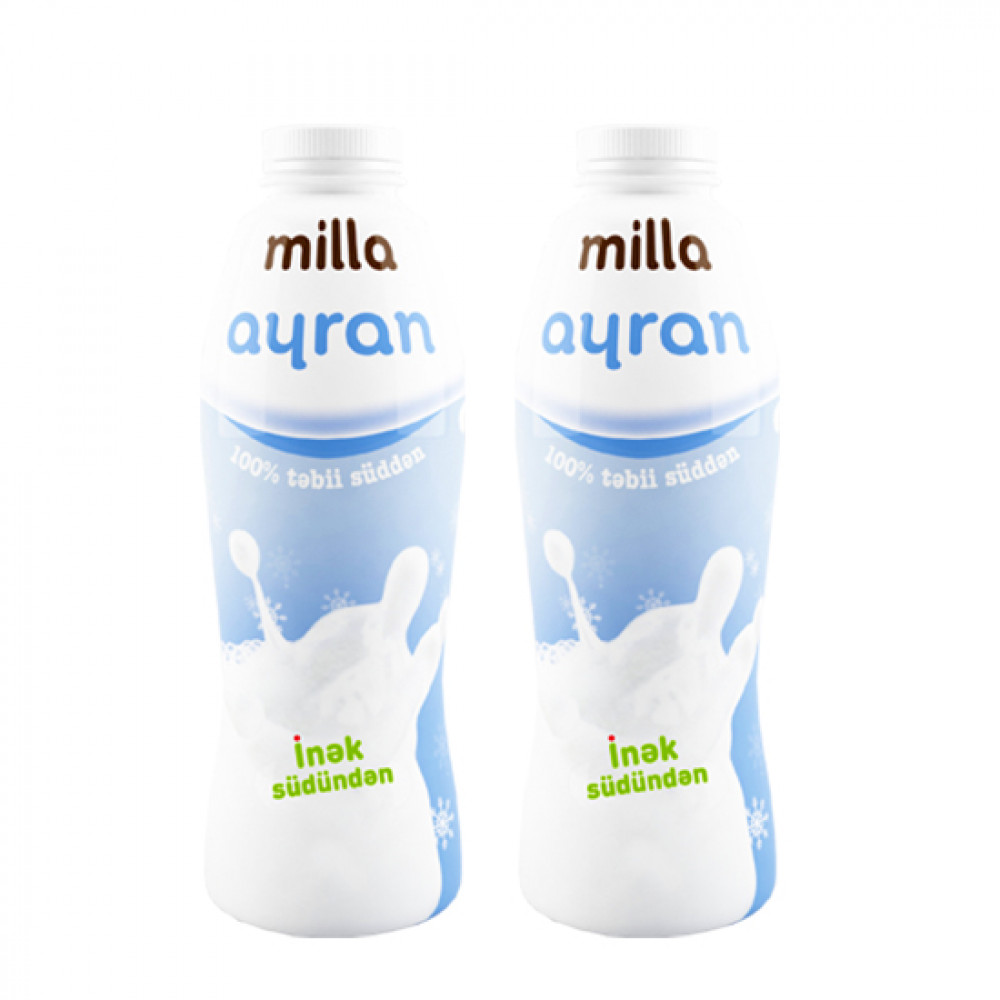 milla
ayran
100% təbii süddən
İnək
südündən
milla
ayran
100% təbii süddən
İnək
südündən